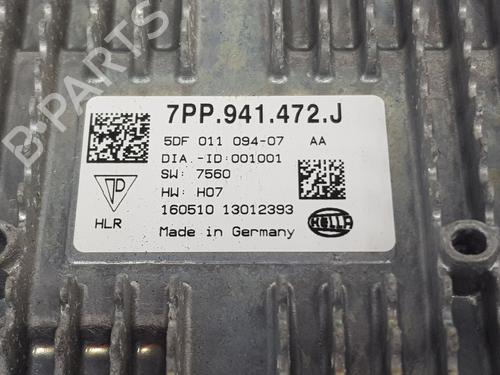 7PP.941.472.J
5DF 011 094-07 AA
DIA.-ID:001001
SW: 7560
HW: H07
HLR
160510 13012393
Made in Germany
HELLA
B-PARTS